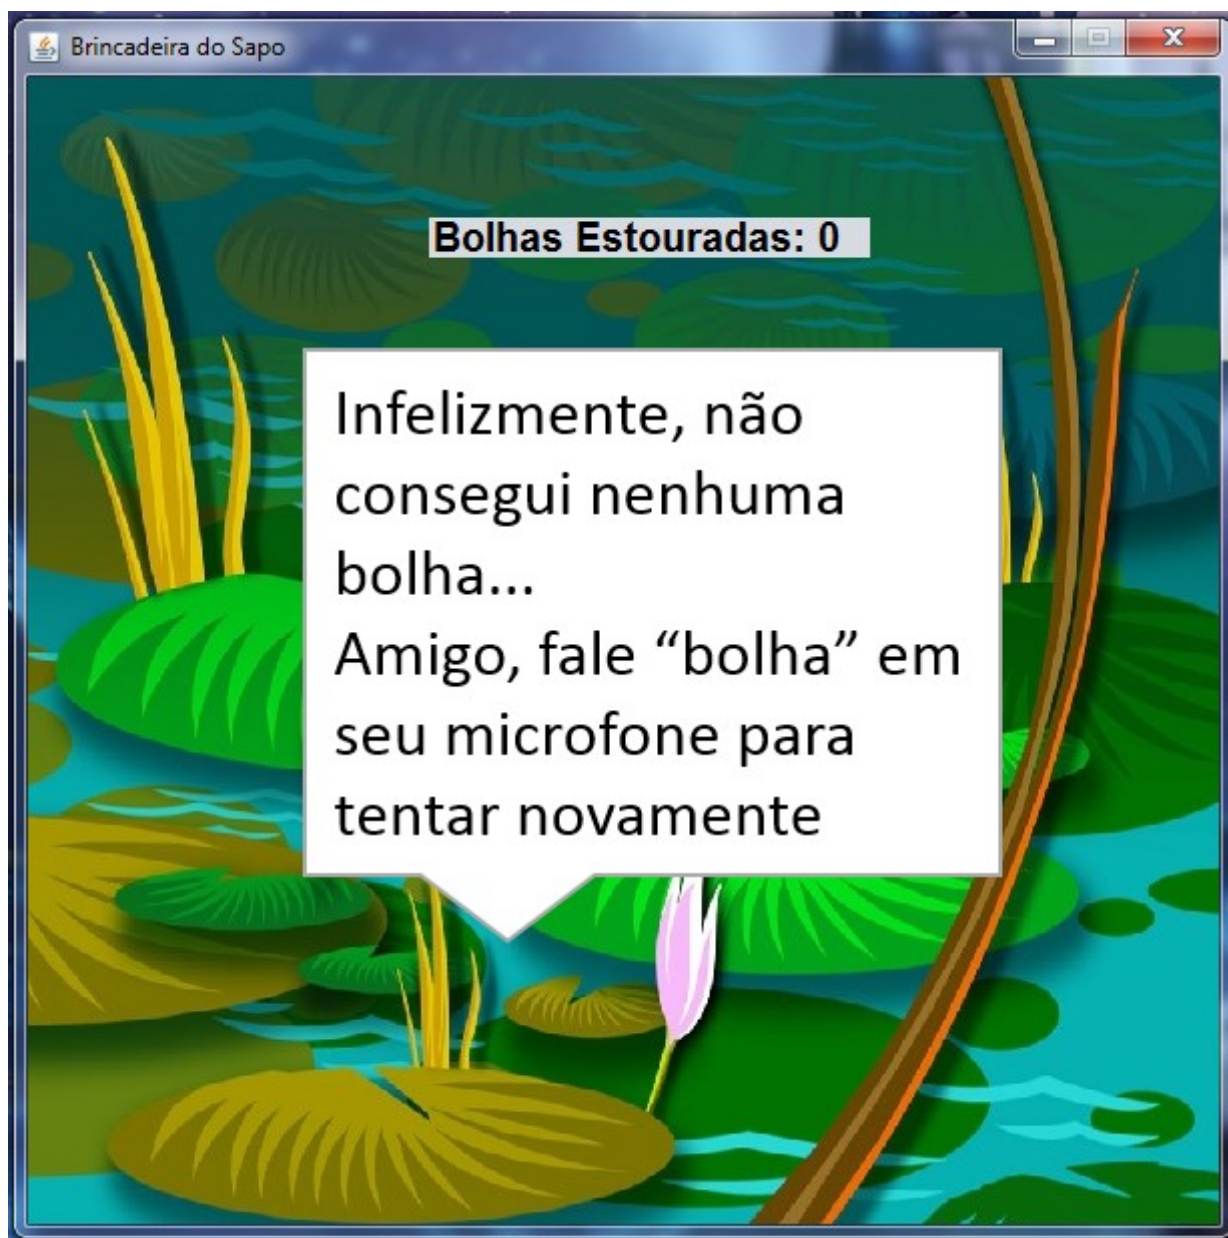 Brincadeira do Sapo
Bolhas Estouradas: 0
Infelizmente, não
consegui nenhuma
bolha...
Amigo, fale “bolha” em
seu microfone para
tentar novamente